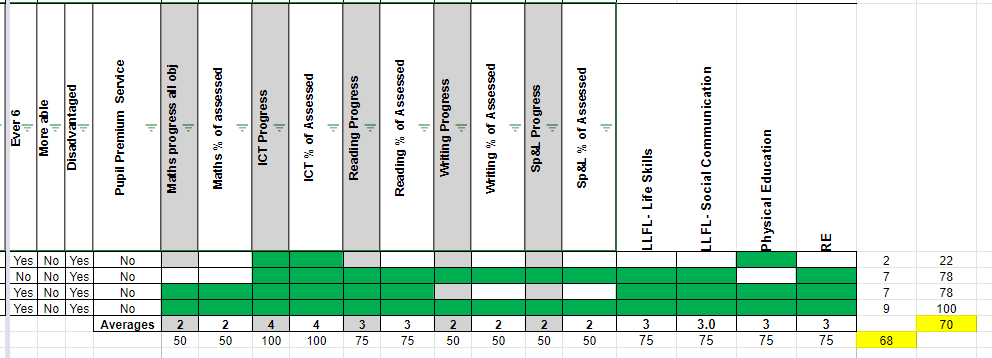 Ever 6
More able
Disadvantaged
Pupil Premium Service
Maths progress all obj
Maths % of assessed
ICT Progress
ICT % of Assessed
Reading Progress
Reading % of Assessed
Writing Progress
Writing % of Assessed
Sp&L Progress
Sp&L % of Assessed
LLFL- Life Skills
LLFL- Social Communication
Physical Education
RE
Yes No Yes No 2 22
No No Yes No 7 78
Yes No Yes No 7 78
Yes No Yes No 9 100
Averages 2 2 4 4 3 3 2 2 2 2 3 3.0 3 3 70
50 50 100 100 75 75 50 50 50 50 75 75 75 75 68